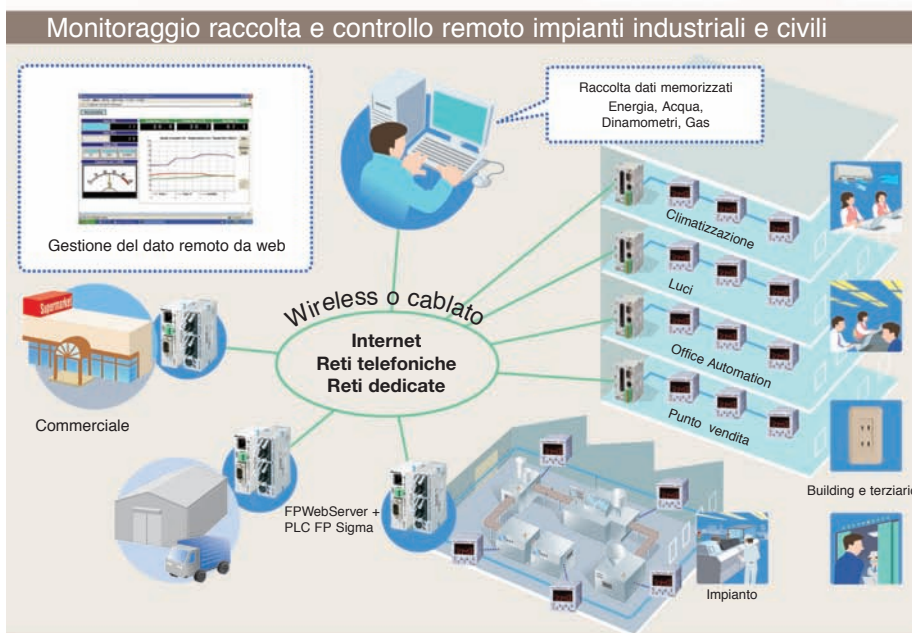 Monitoraggio raccolta e controllo remoto impianti industriali e civili
Raccolta dati memorizzati
Energia, Acqua,
Dinamometri, Gas
Gestione del dato remoto da web
Climatizzazione
Luci
Office Automation
Punto vendita
Wireless o cablato
Internet
Reti telefoniche
Reti dedicate
Supermarket
Commerciale
FPWebServer +
PLC FP Sigma
Building e terziario
Impianto